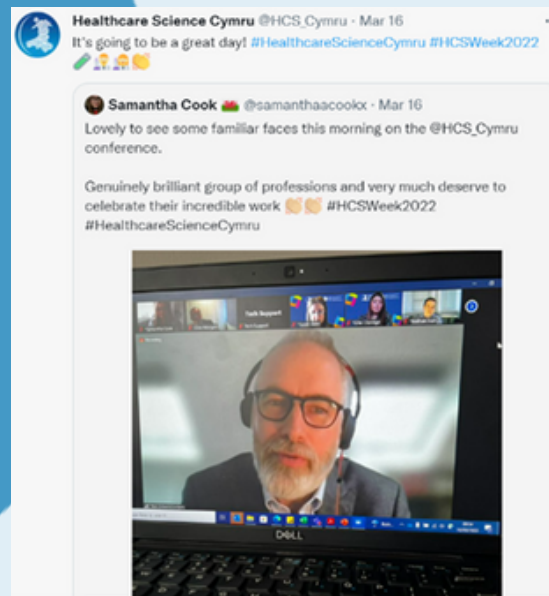 Healthcare Science Cymru @HCS_Cymru · Mar 16
It's going to be a great day! #HealthcareScienceCymru #HCSWeek2022
Samantha Cook @samanthaacookx · Mar 16
Lovely to see some familiar faces this morning on the @HCS_Cymru
conference.
Genuinely brilliant group of professions and very much deserve to
celebrate their incredible work #HCSWeek2022
#HealthcareScienceCymru
Tech Support
DELL